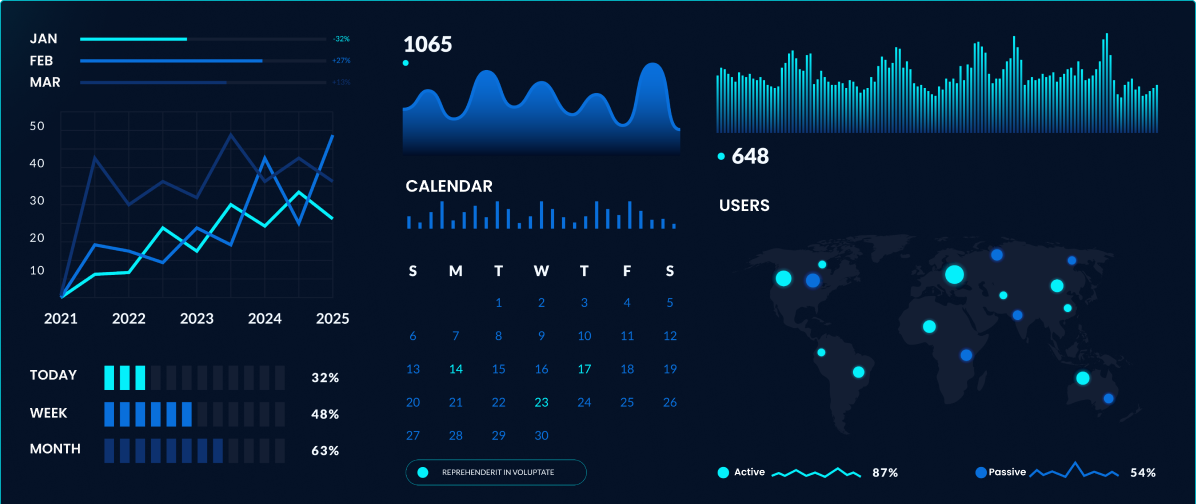 JAN -32%
FEB +27%
MAR
50
40
30
20
10
2021 2022 2023 2024 2025
TODAY 32%
WEEK 48%
MONTH 63%
1065
CALENDAR
S M T W T F S
1 2 3 4 5
6 7 8 9 10 11 12
13 14 15 16 17 18 19
20 21 22 23 24 25 26
27 28 29 30
REPREHENDERIT IN VOLUPTATE
648
USERS
Active 87%
Passive 54%